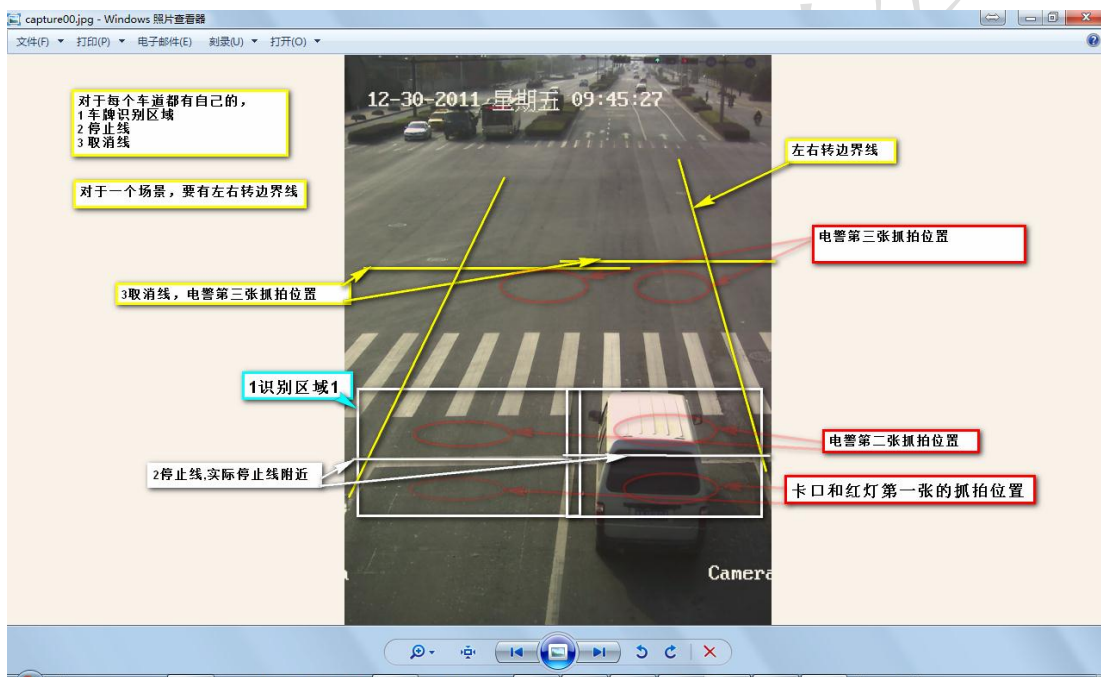 capture00.jpg - Windows 照片查看器
文件(F) 打印(P) 电子邮件(E) 刻录(U) 打开(O)
12-30-2011 星期五 09:45:27
对于每个车道都有自己的，
1 车牌识别区域
2 停止线
3 取消线
左右转边界线
对于一个场景，要有左右转边界线
电警第三张抓拍位置
3取消线，电警第三张抓拍位置
1识别区域1
电警第二张抓拍位置
2停止线,实际停止线附近
卡口和红灯第一张的抓拍位置
Camera